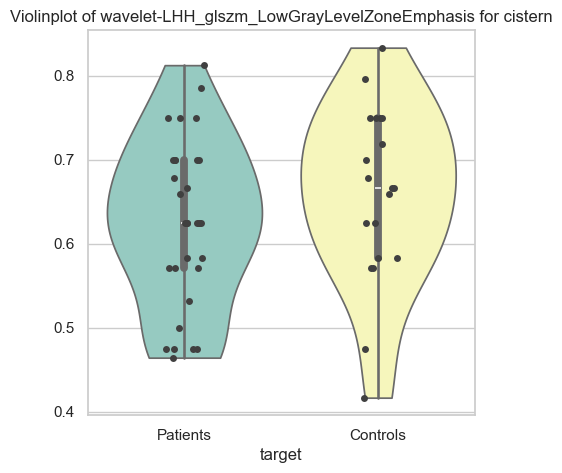 Violinplot of wavelet-LHH_glszm_LowGrayLevelZoneEmphasis for cistern
0.8
0.7
0.6
0.5
0.4
Patients Controls
target